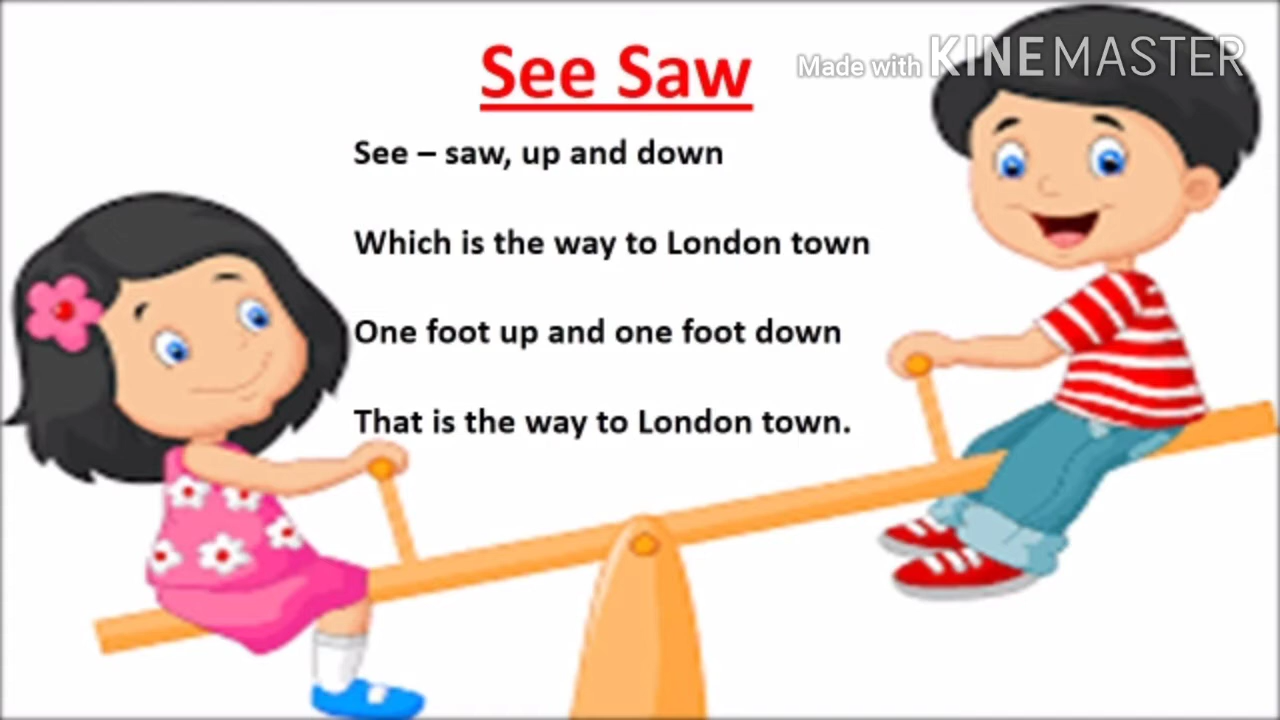 See Saw
Made with KINEMASTER
See – saw, up and down
Which is the way to London town
One foot up and one foot down
That is the way to London town.